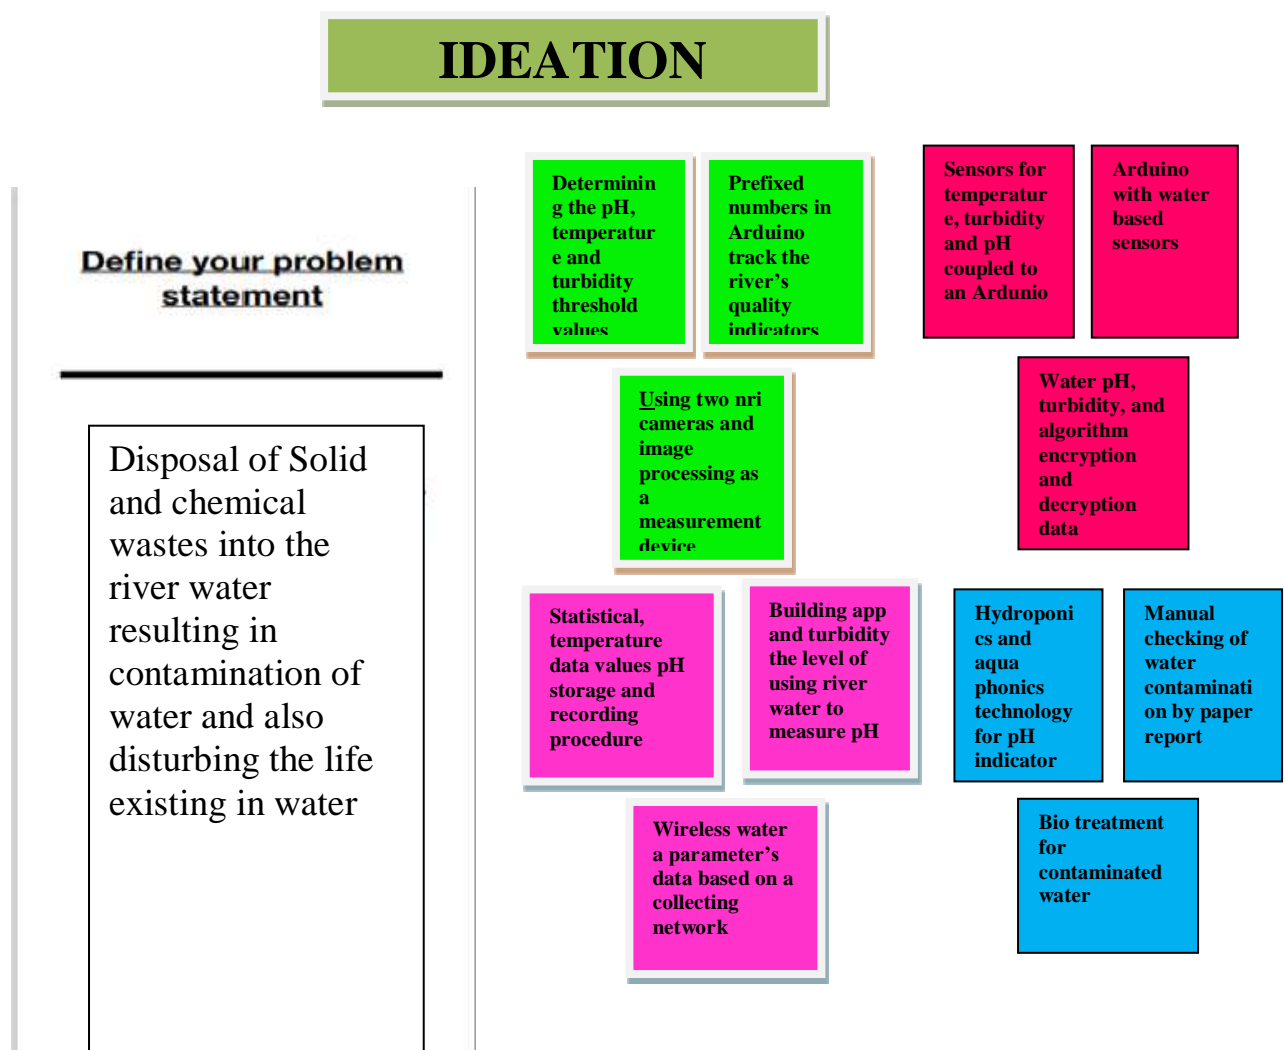 IDEATION
Define your problem
statement
Disposal of Solid
and chemical
wastes into the
river water
resulting in
contamination of
water and also
disturbing the life
existing in water
Determinin
g the pH,
temperatur
e and
turbidity
threshold
values
Prefixed
numbers in
Arduino
track the
river's
quality
indicators
Using two nri
cameras and
image
processing as
a
measurement
device
Sensors for
temperatur
e, turbidity
and pH
coupled to
an Ardunio
Arduino
with water
based
sensors
Water pH,
turbidity, and
algorithm
encryption
and
decryption
data
Statistical,
temperature
data values pH
storage and
recording
procedure
Building app
and turbidity
the level of
using river
water to
measure pH
Wireless water
a parameter's
data based on a
collecting
network
Hydroponi
cs and
aqua
phonics
technology
for pH
indicator
Manual
checking of
water
contaminati
on by paper
report
Bio treatment
for
contaminated
water